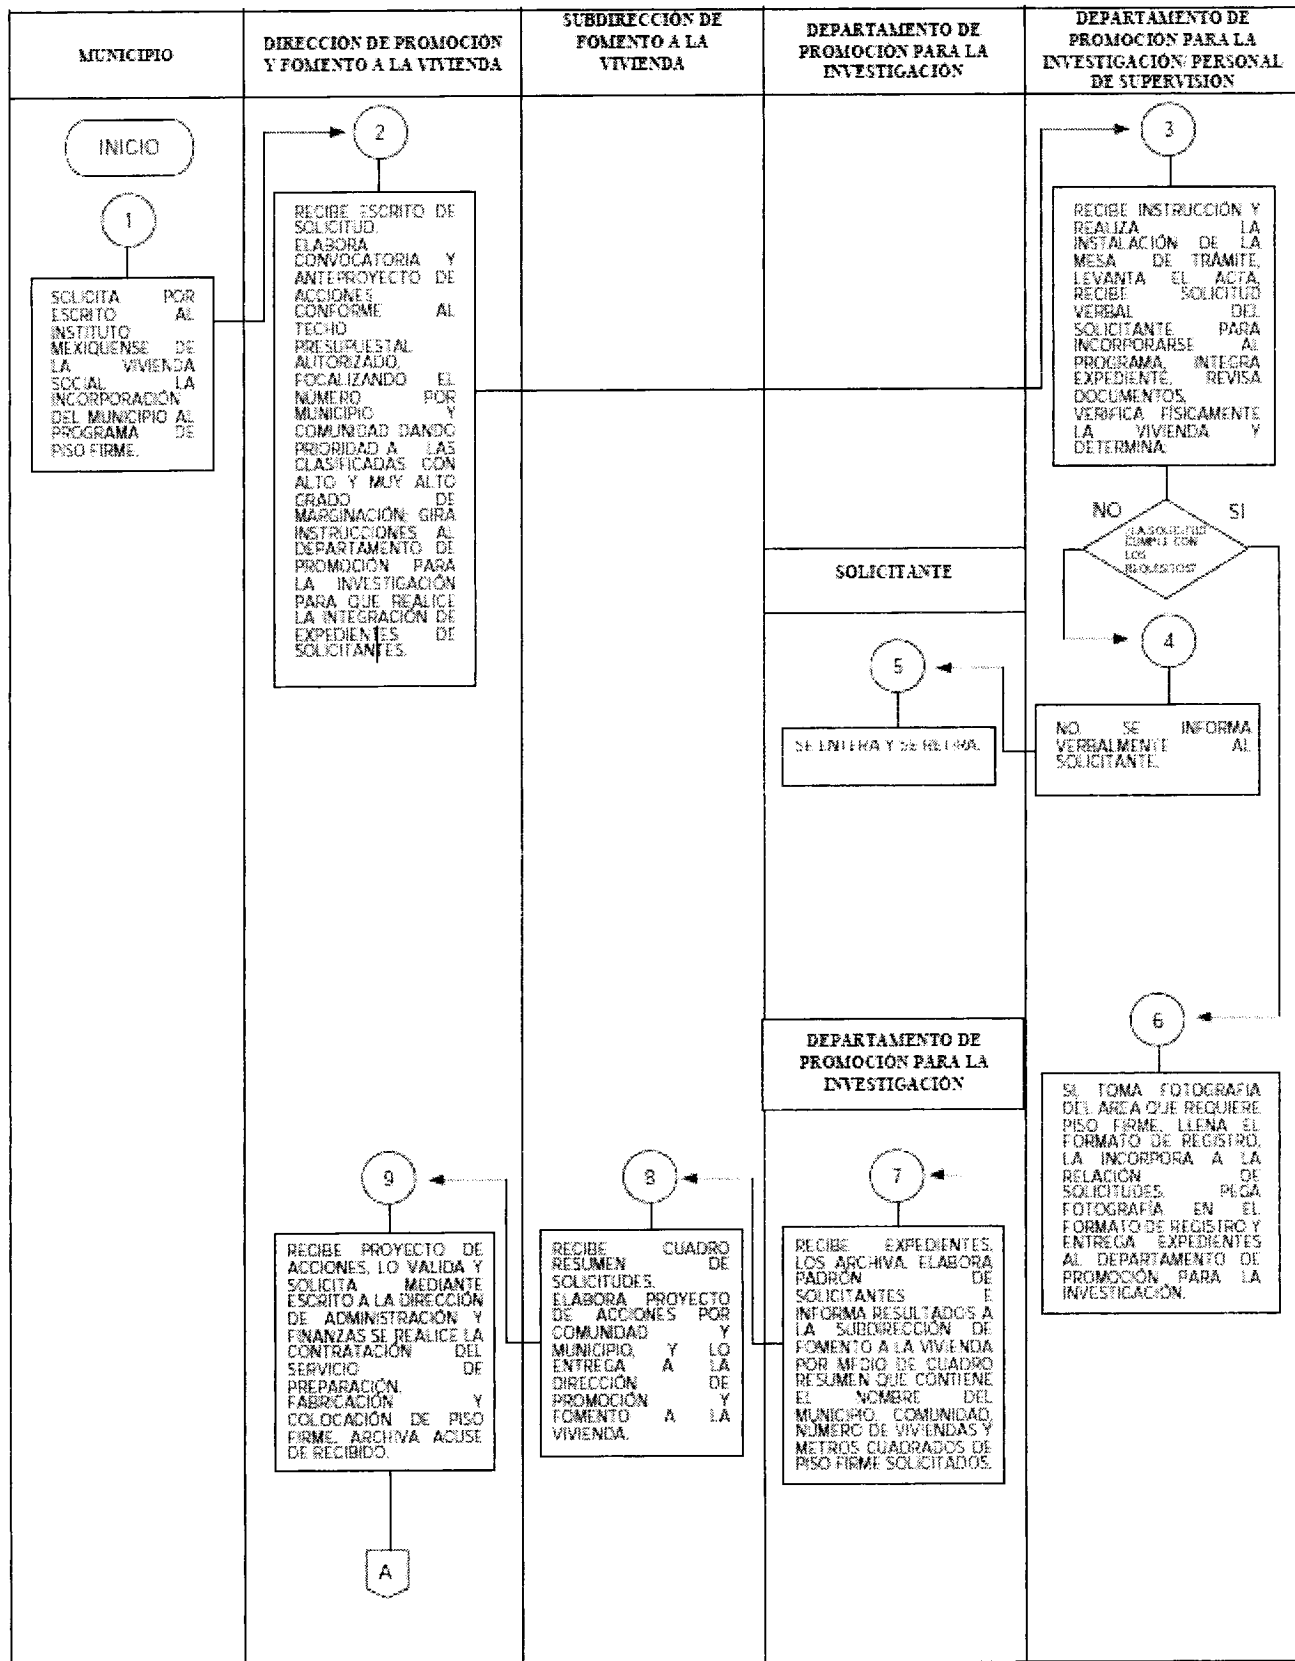 MUNICIPIO
DIRECCIÓN DE PROMOCIÓN
Y FOMENTO A LA VIVIENDA
SUBDIRECCIÓN DE
FOMENTO A LA
VIVIENDA
DEPARTAMENTO DE
PROMOCIÓN PARA LA
INVESTIGACIÓN
DEPARTAMENTO DE
PROMOCIÓN PARA LA
INVESTIGACIÓN/PERSONAL
DE SUPERVISIÓN
INICIO
1
SOLICITA POR
ESCRITO AL
INSTITUTO
MEXIQUENSE DE
LA VIVIENDA
SOCIAL LA
INCORPORACIÓN
DEL MUNICIPIO AL
PROGRAMA DE
PISO FIRME.
2
RECIBE ESCRITO DE
SOLICITUD.
ELABORA
CONVOCATORIA Y
ANTEPROYECTO DE
ACCIONES
CONFORME AL
TECHO
PRESUPUESTAL
AUTORIZADO,
FOCALIZANDO EL
NÚMERO POR
MUNICIPIO Y
COMUNIDAD DANDO
PRIORIDAD A LAS
CLASIFICADAS CON
ALTO Y MUY ALTO
GRADO DE
MARGINACIÓN; GIRA
INSTRUCCIONES AL
DEPARTAMENTO DE
PROMOCIÓN PARA
LA INVESTIGACIÓN
PARA QUE REALICE
LA INTEGRACIÓN DE
EXPEDIENTES DE
SOLICITANTES.
3
RECIBE INSTRUCCIÓN Y
REALIZA LA
INSTALACIÓN DE LA
MESA DE TRÁMITE,
LEVANTA EL ACTA,
RECIBE SOLICITUD
VERBAL DEL
SOLICITANTE PARA
INCORPORARSE AL
PROGRAMA, INTEGRA
EXPEDIENTE, REVISA
DOCUMENTOS,
VERIFICA FÍSICAMENTE
LA VIVIENDA Y
DETERMINA:
NO
SI
¿LA SOLICITUD
CUMPLE CON
LOS
REQUISITOS?
4
NO. SE INFORMA
VERBALMENTE AL
SOLICITANTE.
SOLICITANTE
5
SE ENTERA Y SE RETIRA.
6
SI. TOMA FOTOGRAFIA
DEL AREA QUE REQUIERE
PISO FIRME, LLENA EL
FORMATO DE REGISTRO,
LA INCORPORA A LA
RELACIÓN DE
SOLICITUDES. PEGA
FOTOGRAFÍA EN EL
FORMATO DE REGISTRO Y
ENTREGA EXPEDIENTES
AL DEPARTAMENTO DE
PROMOCIÓN PARA LA
INVESTIGACIÓN.
DEPARTAMENTO DE
PROMOCIÓN PARA LA
INVESTIGACIÓN
7
RECIBE EXPEDIENTES,
LOS ARCHIVA, ELABORA
PADRÓN DE
SOLICITANTES E
INFORMA RESULTADOS A
LA SUBDIRECCIÓN DE
FOMENTO A LA VIVIENDA
POR MEDIO DE CUADRO
RESUMEN QUE CONTIENE
EL NOMBRE DEL
MUNICIPIO, COMUNIDAD,
NÚMERO DE VIVIENDAS Y
METROS CUADRADOS DE
PISO FIRME SOLICITADOS.
8
RECIBE CUADRO
RESUMEN DE
SOLICITUDES.
ELABORA PROYECTO
DE ACCIONES POR
COMUNIDAD Y
MUNICIPIO, Y LO
ENTREGA A LA
DIRECCIÓN DE
PROMOCIÓN Y
FOMENTO A LA
VIVIENDA.
9
RECIBE PROYECTO DE
ACCIONES, LO VALIDA Y
SOLICITA MEDIANTE
ESCRITO A LA DIRECCIÓN
DE ADMINISTRACIÓN Y
FINANZAS SE REALICE LA
CONTRATACIÓN DEL
SERVICIO DE
PREPARACIÓN,
FABRICACIÓN Y
COLOCACIÓN DE PISO
FIRME. ARCHIVA ACUSE
DE RECIBIDO.
A